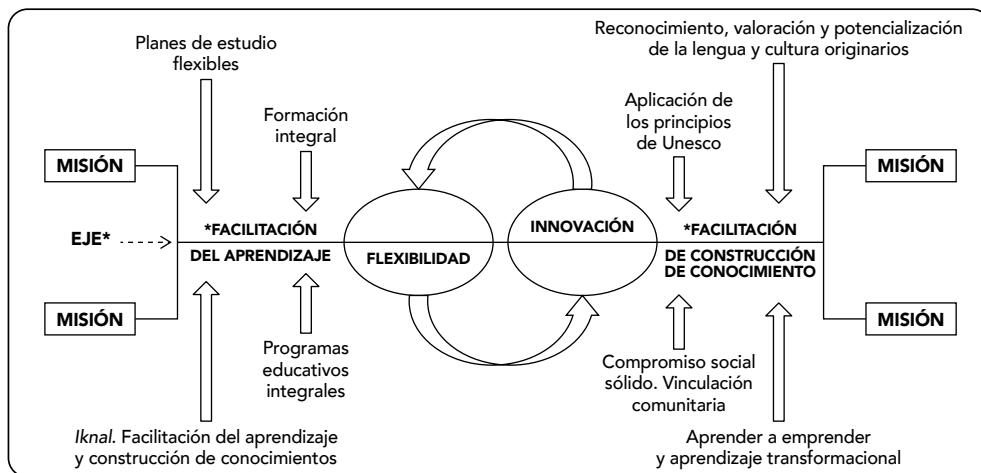 Planes de estudio
flexibles
Reconocimiento, valoración y potencialización
de la lengua y cultura originarios
Formación
integral
Aplicación de
los principios
de Unesco
MISIÓN
MISIÓN
*FACILITACIÓN
DEL APRENDIZAJE
EJE*
FLEXIBILIDAD
INNOVACIÓN
*FACILITACIÓN
DE CONSTRUCCIÓN
DE CONOCIMIENTO
MISIÓN
MISIÓN
Programas
educativos
integrales
Compromiso social
sólido. Vinculación
comunitaria
Iknal. Facilitación del aprendizaje
y construcción de conocimientos
Aprender a emprender
y aprendizaje transformacional